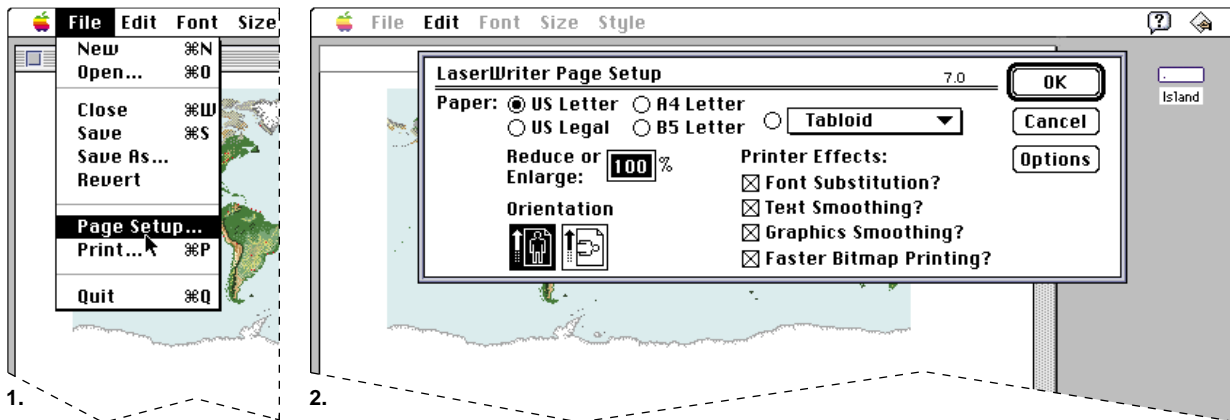 File Edit Font Size
New ⌘N
Open... ⌘O
Close ⌘W
Save ⌘S
Save As...
Revert
Page Setup...
Print... ⌘P
Quit ⌘Q
1.
File Edit Font Size Style
LaserWriter Page Setup 7.0
OK
Paper: US Letter A4 Letter
US Legal B5 Letter Tabloid
Cancel
Reduce or
Enlarge: 100 %
Options
Orientation
Printer Effects:
Font Substitution?
Text Smoothing?
Graphics Smoothing?
Faster Bitmap Printing?
Island
2.